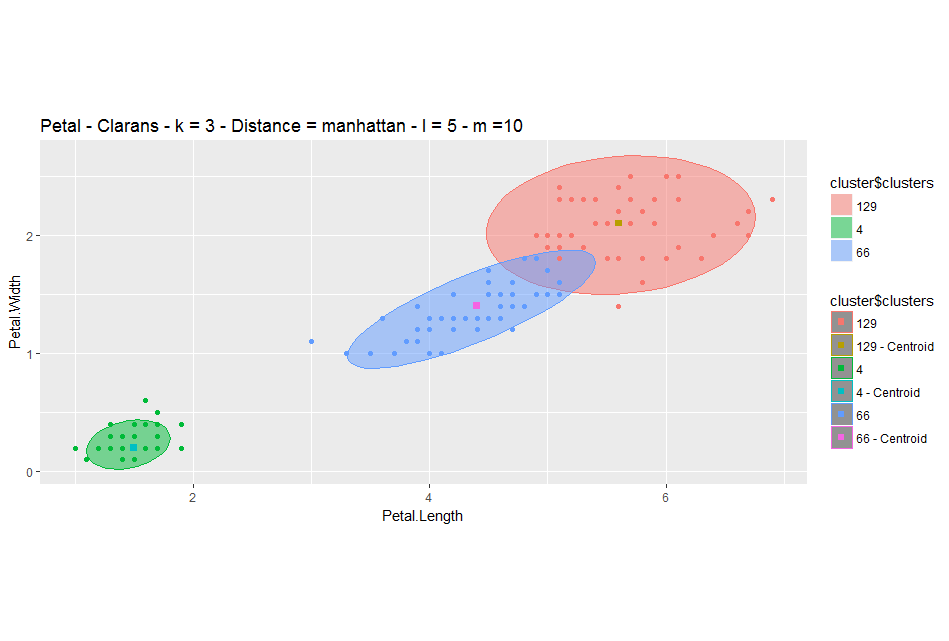 Petal - Clarans - k = 3 - Distance = manhattan - l = 5 - m =10
Petal.Width
2
1
0
2
4
6
Petal.Length
cluster$clusters
129
4
66
cluster$clusters
129
129 - Centroid
4
4 - Centroid
66
66 - Centroid